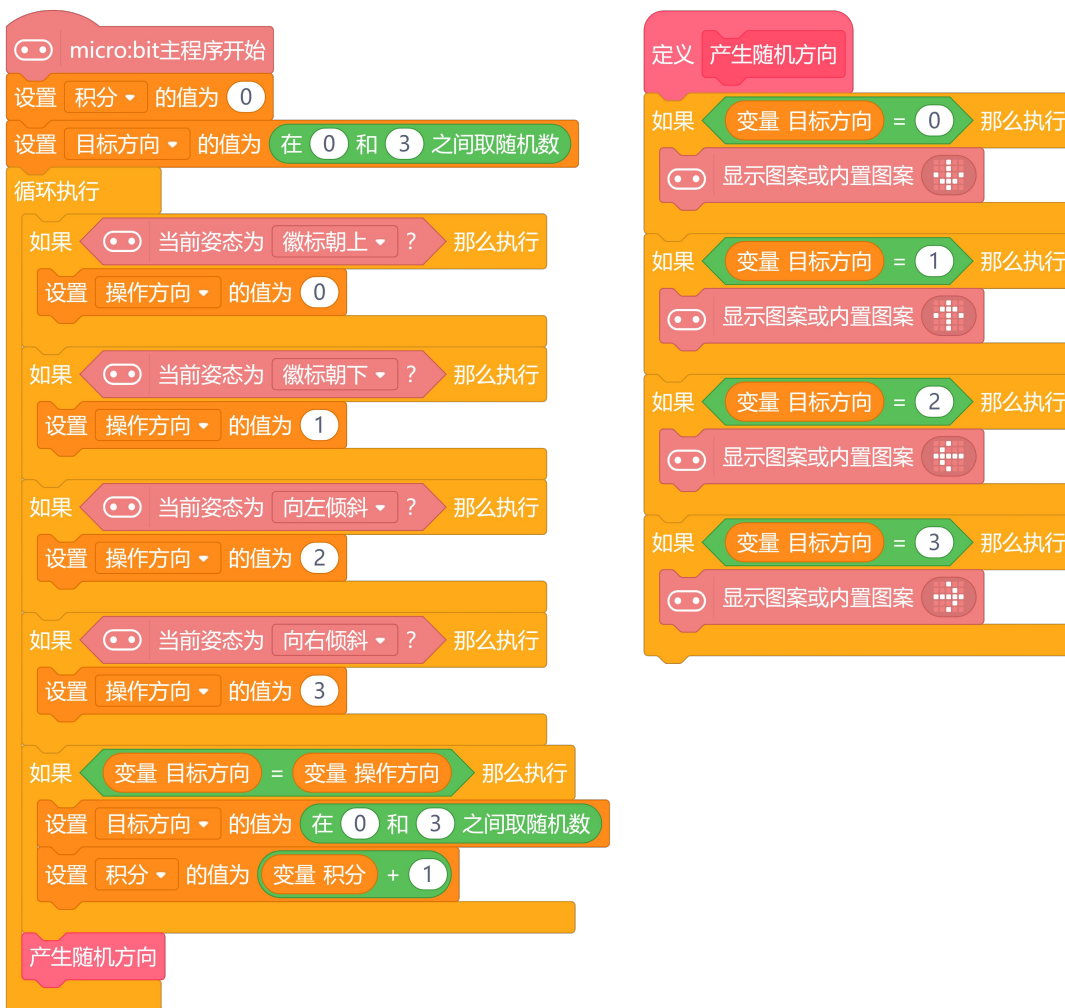 micro:bit主程序开始
设置 积分 的值为 0
设置 目标方向 的值为 在 0 和 3 之间取随机数
循环执行
如果 当前姿态为 徽标朝上 ? 那么执行
设置 操作方向 的值为 0
如果 当前姿态为 徽标朝下 ? 那么执行
设置 操作方向 的值为 1
如果 当前姿态为 向左倾斜 ? 那么执行
设置 操作方向 的值为 2
如果 当前姿态为 向右倾斜 ? 那么执行
设置 操作方向 的值为 3
如果 变量 目标方向 = 变量 操作方向 那么执行
设置 目标方向 的值为 在 0 和 3 之间取随机数
设置 积分 的值为 变量 积分 + 1
产生随机方向
定义 产生随机方向
如果 变量 目标方向 = 0 那么执行
显示图案或内置图案
如果 变量 目标方向 = 1 那么执行
显示图案或内置图案
如果 变量 目标方向 = 2 那么执行
显示图案或内置图案
如果 变量 目标方向 = 3 那么执行
显示图案或内置图案